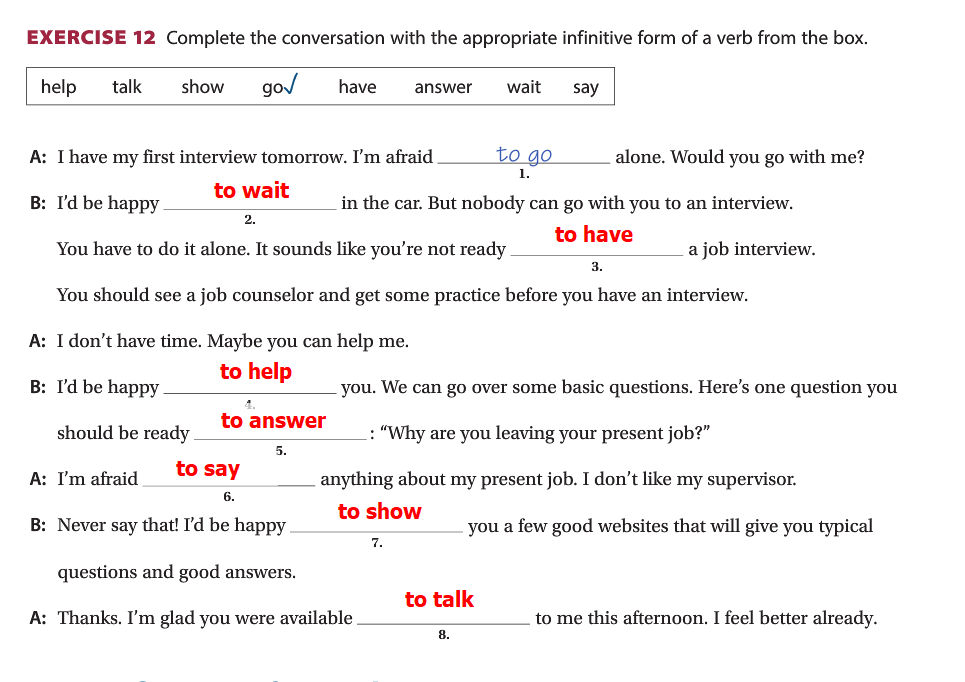 EXERCISE 12 Complete the conversation with the appropriate infinitive form of a verb from the box.
help talk show go✓ have answer wait say
A: I have my first interview tomorrow. I'm afraid to go alone. Would you go with me?
1.
B: I'd be happy to wait in the car. But nobody can go with you to an interview.
2.
You have to do it alone. It sounds like you're not ready to have a job interview.
3.
You should see a job counselor and get some practice before you have an interview.
A: I don't have time. Maybe you can help me.
B: I'd be happy to help you. We can go over some basic questions. Here's one question you
4.
should be ready to answer : “Why are you leaving your present job?”
5.
A: I'm afraid to say anything about my present job. I don't like my supervisor.
6.
B: Never say that! I'd be happy to show you a few good websites that will give you typical
7.
questions and good answers.
A: Thanks. I'm glad you were available to talk to me this afternoon. I feel better already.
8.